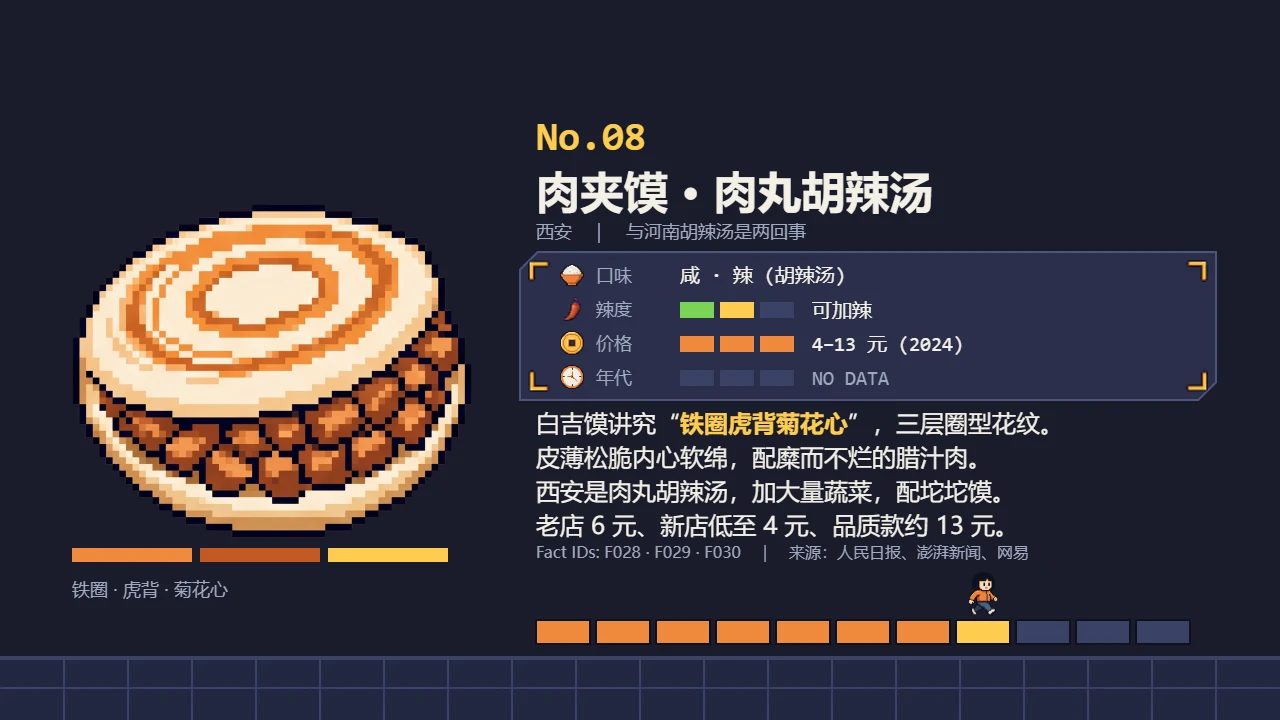 No.08
肉夹馍·肉丸胡辣汤
西安 | 与河南胡辣汤是两回事
口味 咸 · 辣 (胡辣汤)
辣度 可加辣
价格 4–13 元 (2024)
年代 NO DATA
白吉馍讲究“铁圈虎背菊花心”，三层圈型花纹。
皮薄松脆内心软绵，配糜而不烂的腊汁肉。
西安是肉丸胡辣汤，加大量蔬菜，配坨坨馍。
老店 6 元、新店低至 4 元、品质款约 13 元。
Fact IDs: F028 · F029 · F030 | 来源：人民日报、澎湃新闻、网易
铁圈 · 虎背 · 菊花心